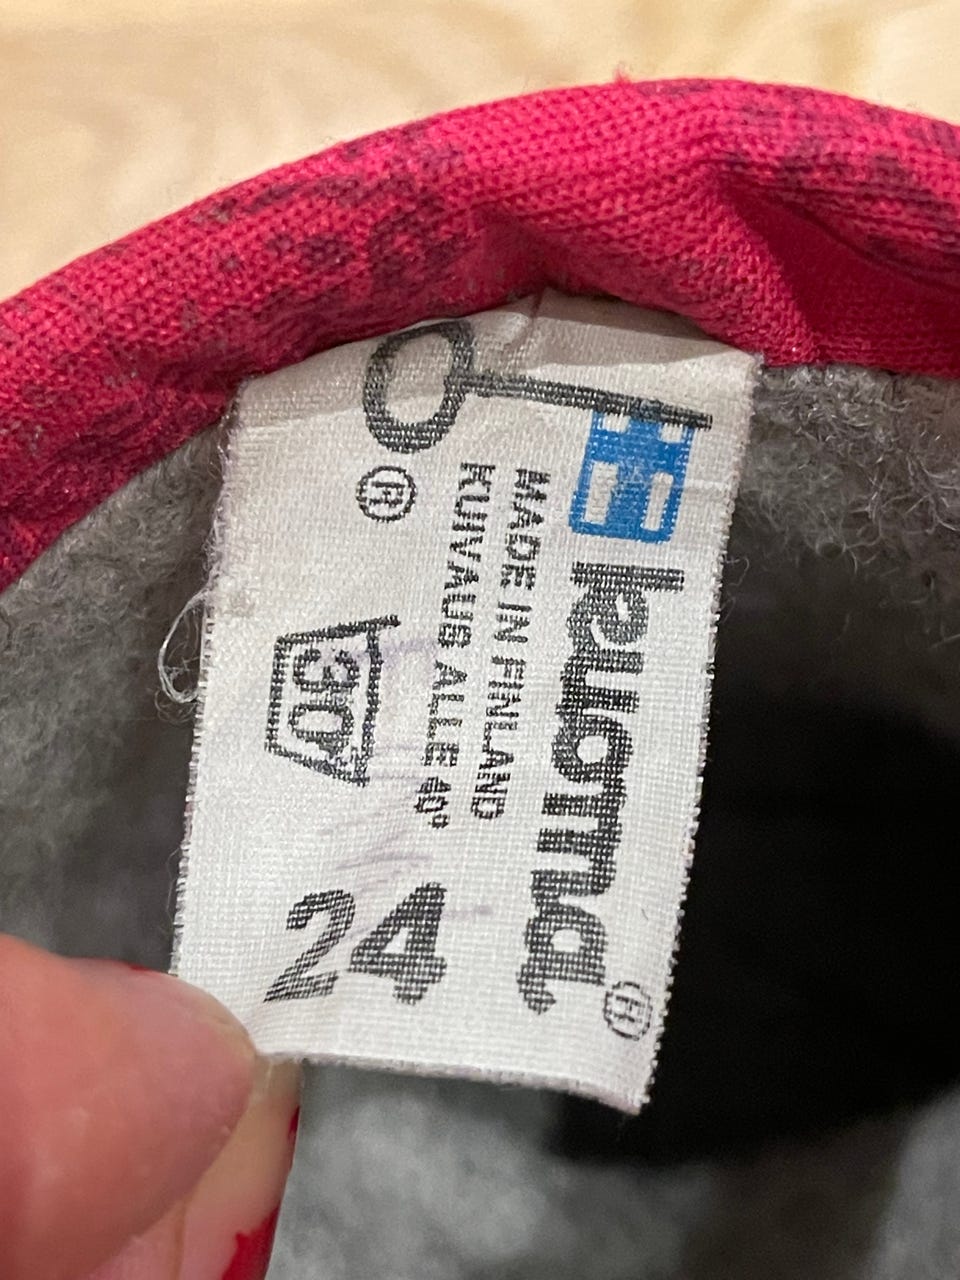 kuoma®
MADE IN FINLAND
KUIVAUS ALLE 40°
®
30
24